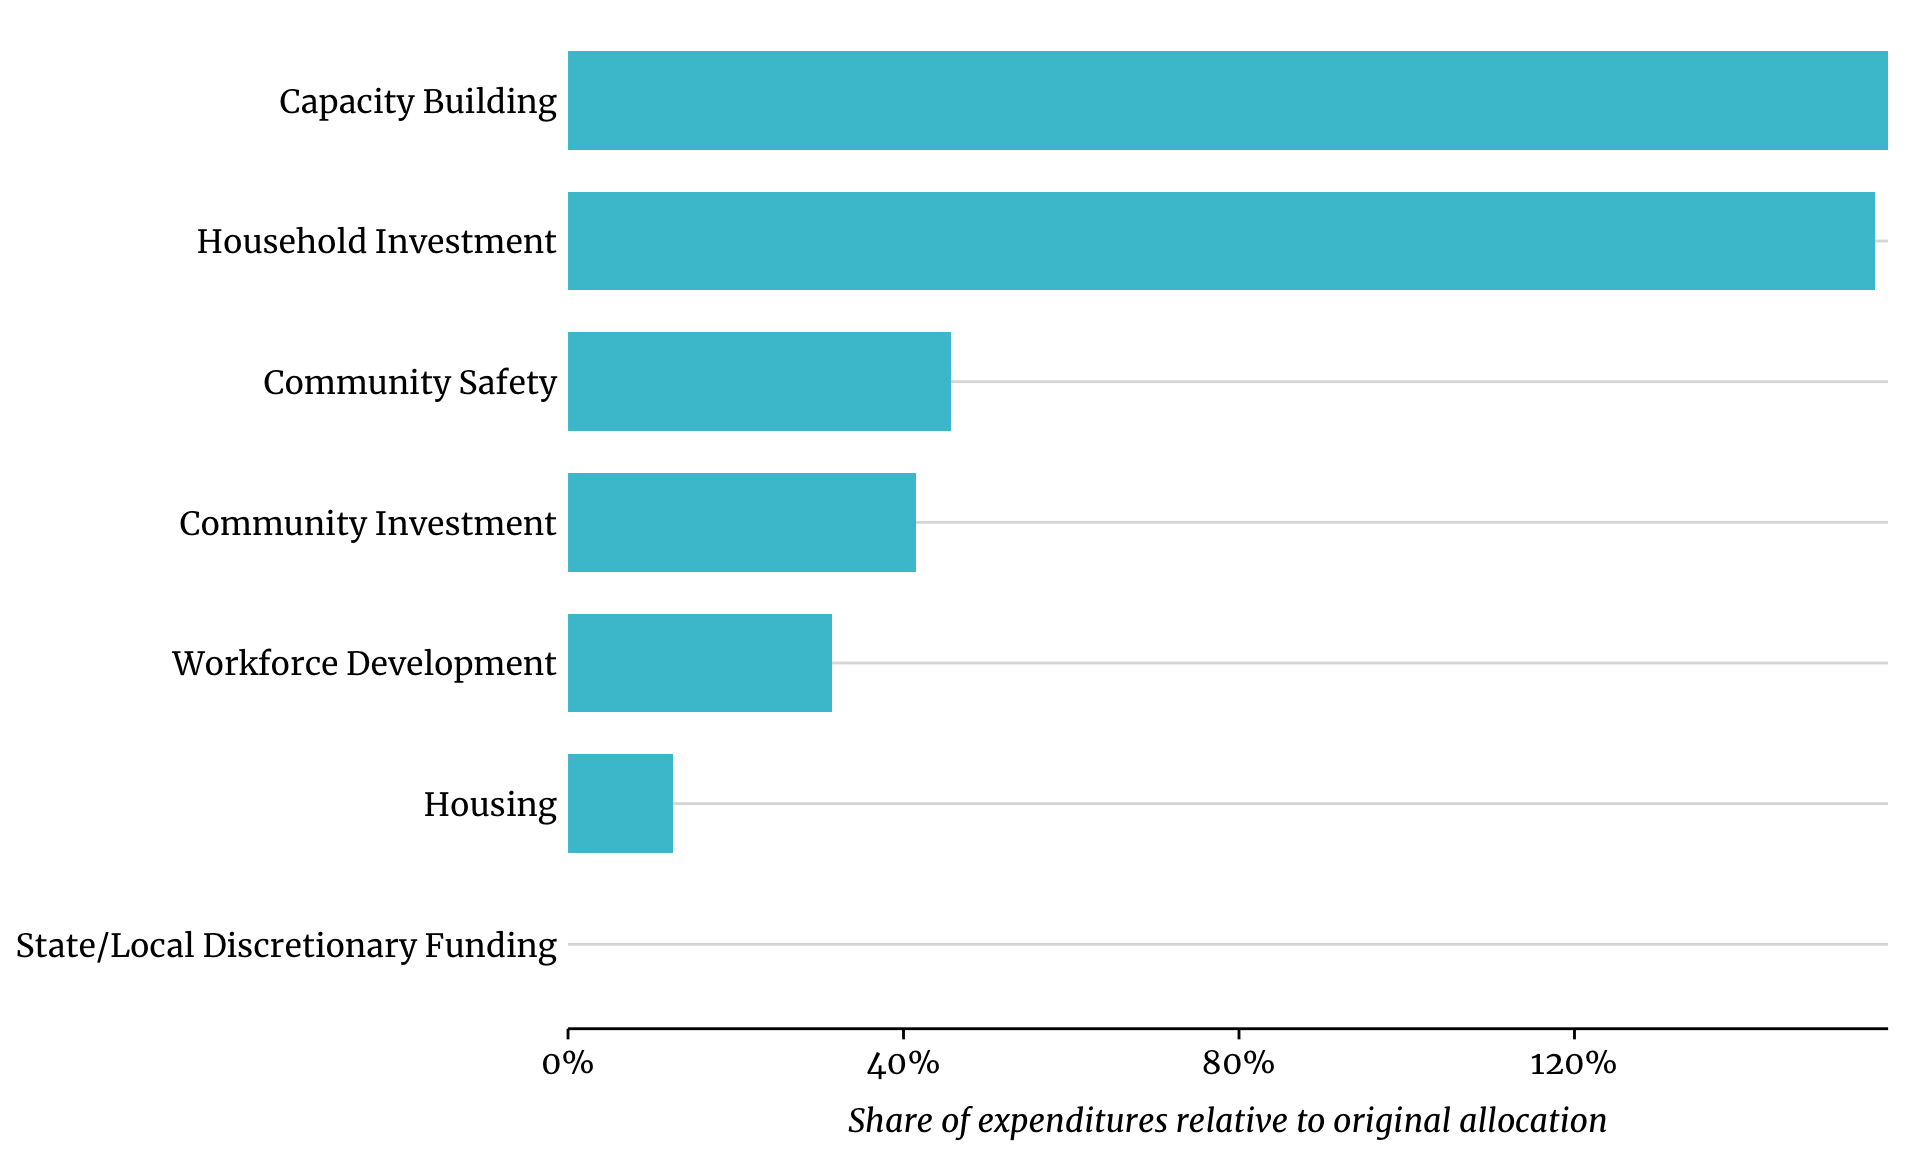 Capacity Building
Household Investment
Community Safety
Community Investment
Workforce Development
Housing
State/Local Discretionary Funding
0% 40% 80% 120%
Share of expenditures relative to original allocation